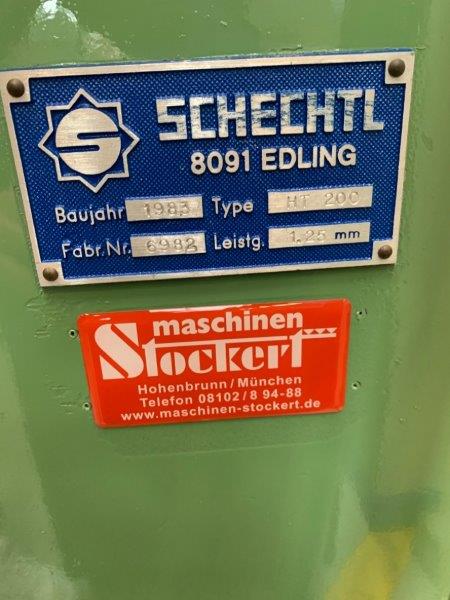 S
SCHECHTL
8091 EDLING
Baujahr 1983 Type HT 200
Fabr.Nr. 6982 Leistg. 1,25 mm
maschinen
Stockert
Hohenbrunn/München
Telefon 08102/8 94-88
www.maschinen-stockert.de